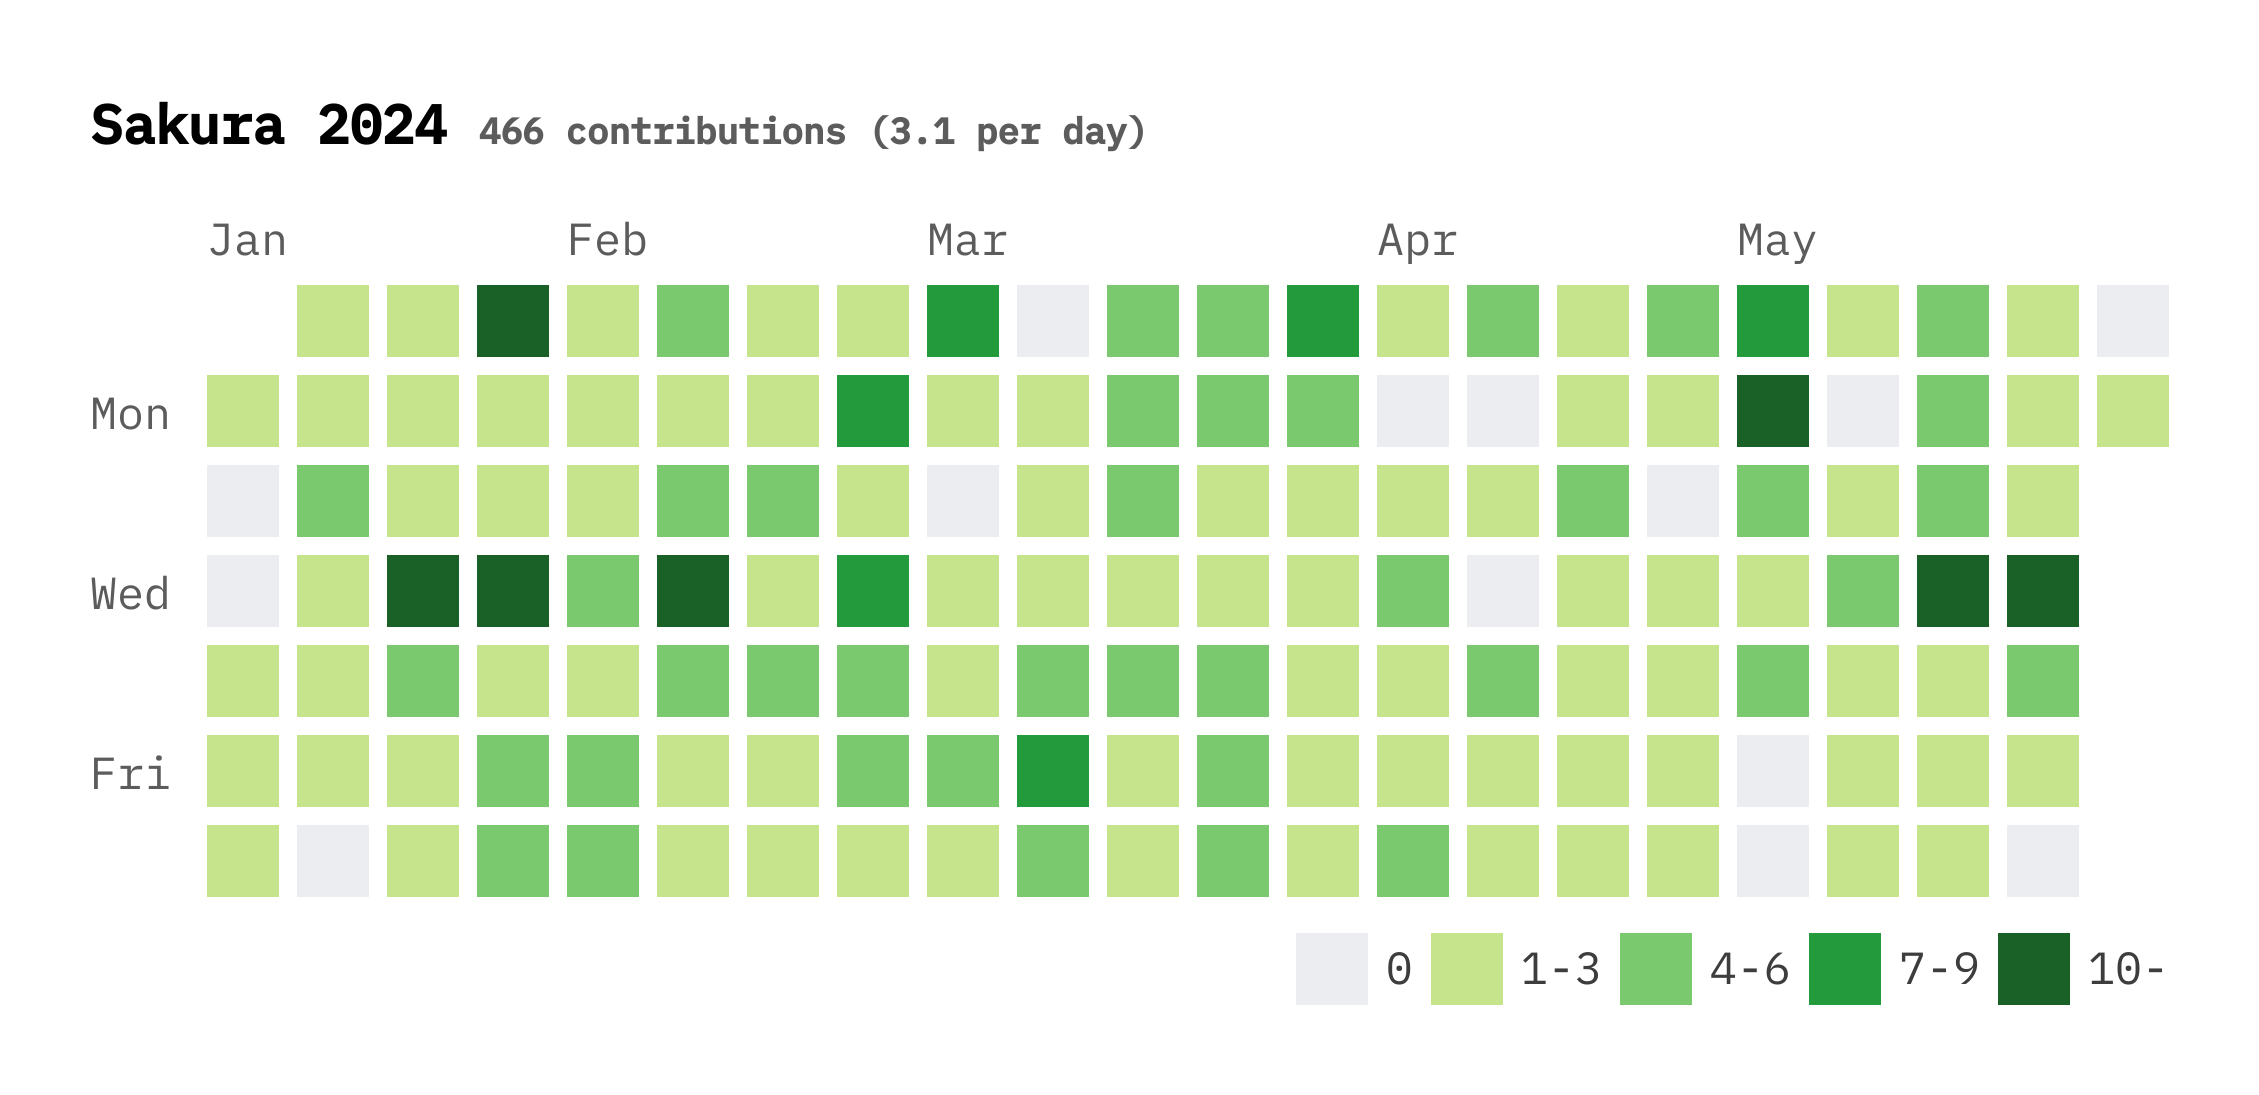 Sakura 2024 466 contributions (3.1 per day)
Jan Feb Mar Apr May
Mon
Wed
Fri
0 1-3 4-6 7-9 10-